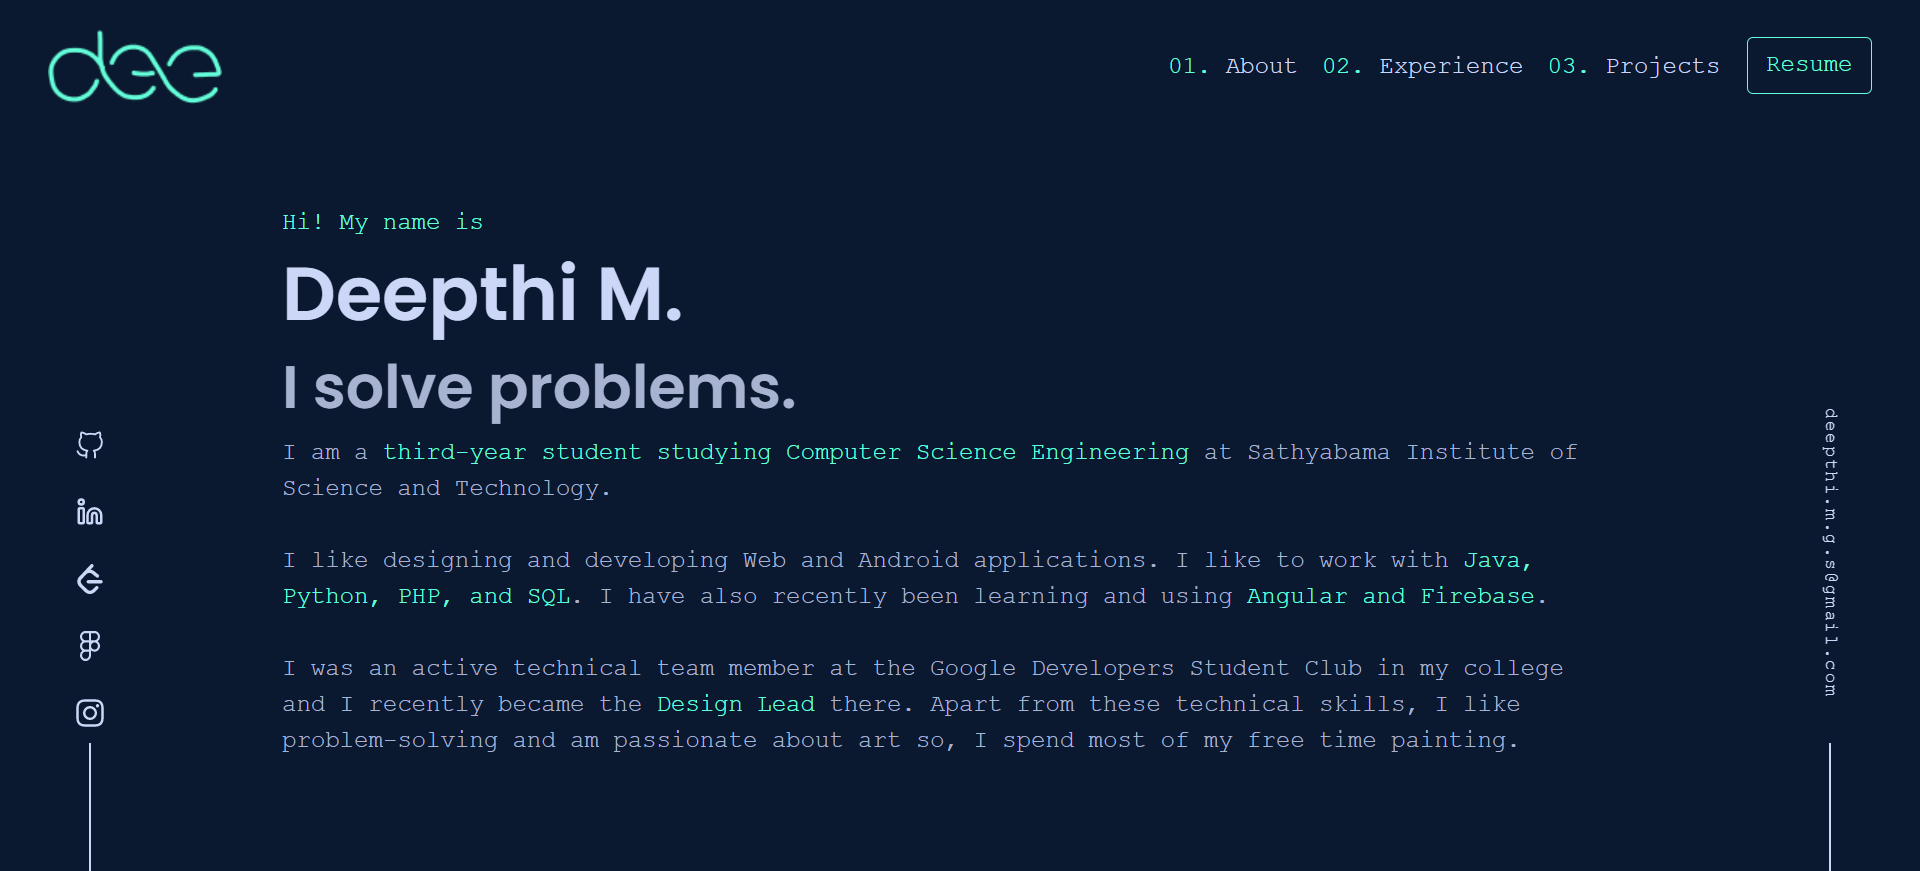 dee
01. About 02. Experience 03. Projects Resume
Hi! My name is
Deepthi M.
I solve problems.
I am a third-year student studying Computer Science Engineering at Sathyabama Institute of
Science and Technology.
I like designing and developing Web and Android applications. I like to work with Java,
Python, PHP, and SQL. I have also recently been learning and using Angular and Firebase.
I was an active technical team member at the Google Developers Student Club in my college
and I recently became the Design Lead there. Apart from these technical skills, I like
problem-solving and am passionate about art so, I spend most of my free time painting.
deepthi.m.g.s@gmail.com